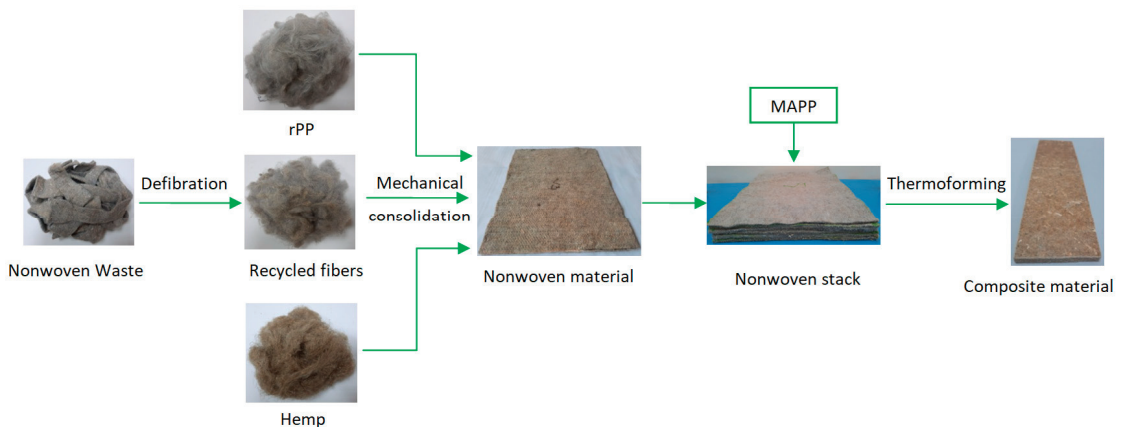 rPP
MAPP
Nonwoven Waste
Defibration
Recycled fibers
Mechanical
consolidation
Nonwoven material
Nonwoven stack
Thermoforming
Composite material
Hemp